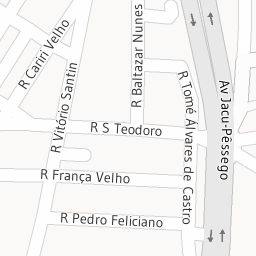 R Cariri Velho
R Vitório Santin
R Baltazar Nunes
R Tomé Álvares de Castro
Av Jacu-Pêssego
R S Teodoro
R França Velho
R Pedro Feliciano